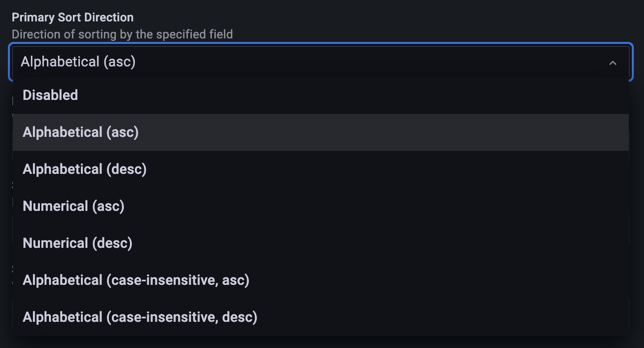 Primary Sort Direction
Direction of sorting by the specified field
Alphabetical (asc)
Disabled
Alphabetical (asc)
Alphabetical (desc)
Numerical (asc)
Numerical (desc)
Alphabetical (case-insensitive, asc)
Alphabetical (case-insensitive, desc)